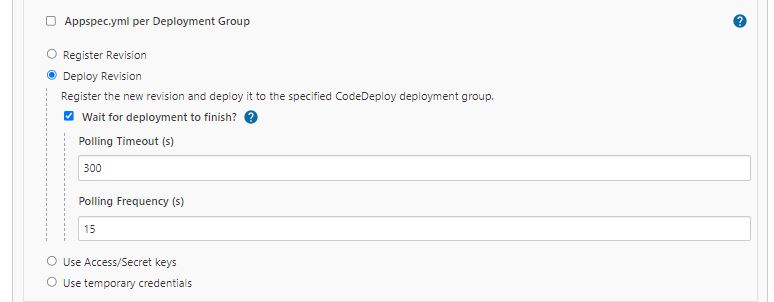 Appspec.yml per Deployment Group
?
Register Revision
Deploy Revision
Register the new revision and deploy it to the specified CodeDeploy deployment group.
Wait for deployment to finish? ?
Polling Timeout (s)
300
Polling Frequency (s)
15
Use Access/Secret keys
Use temporary credentials